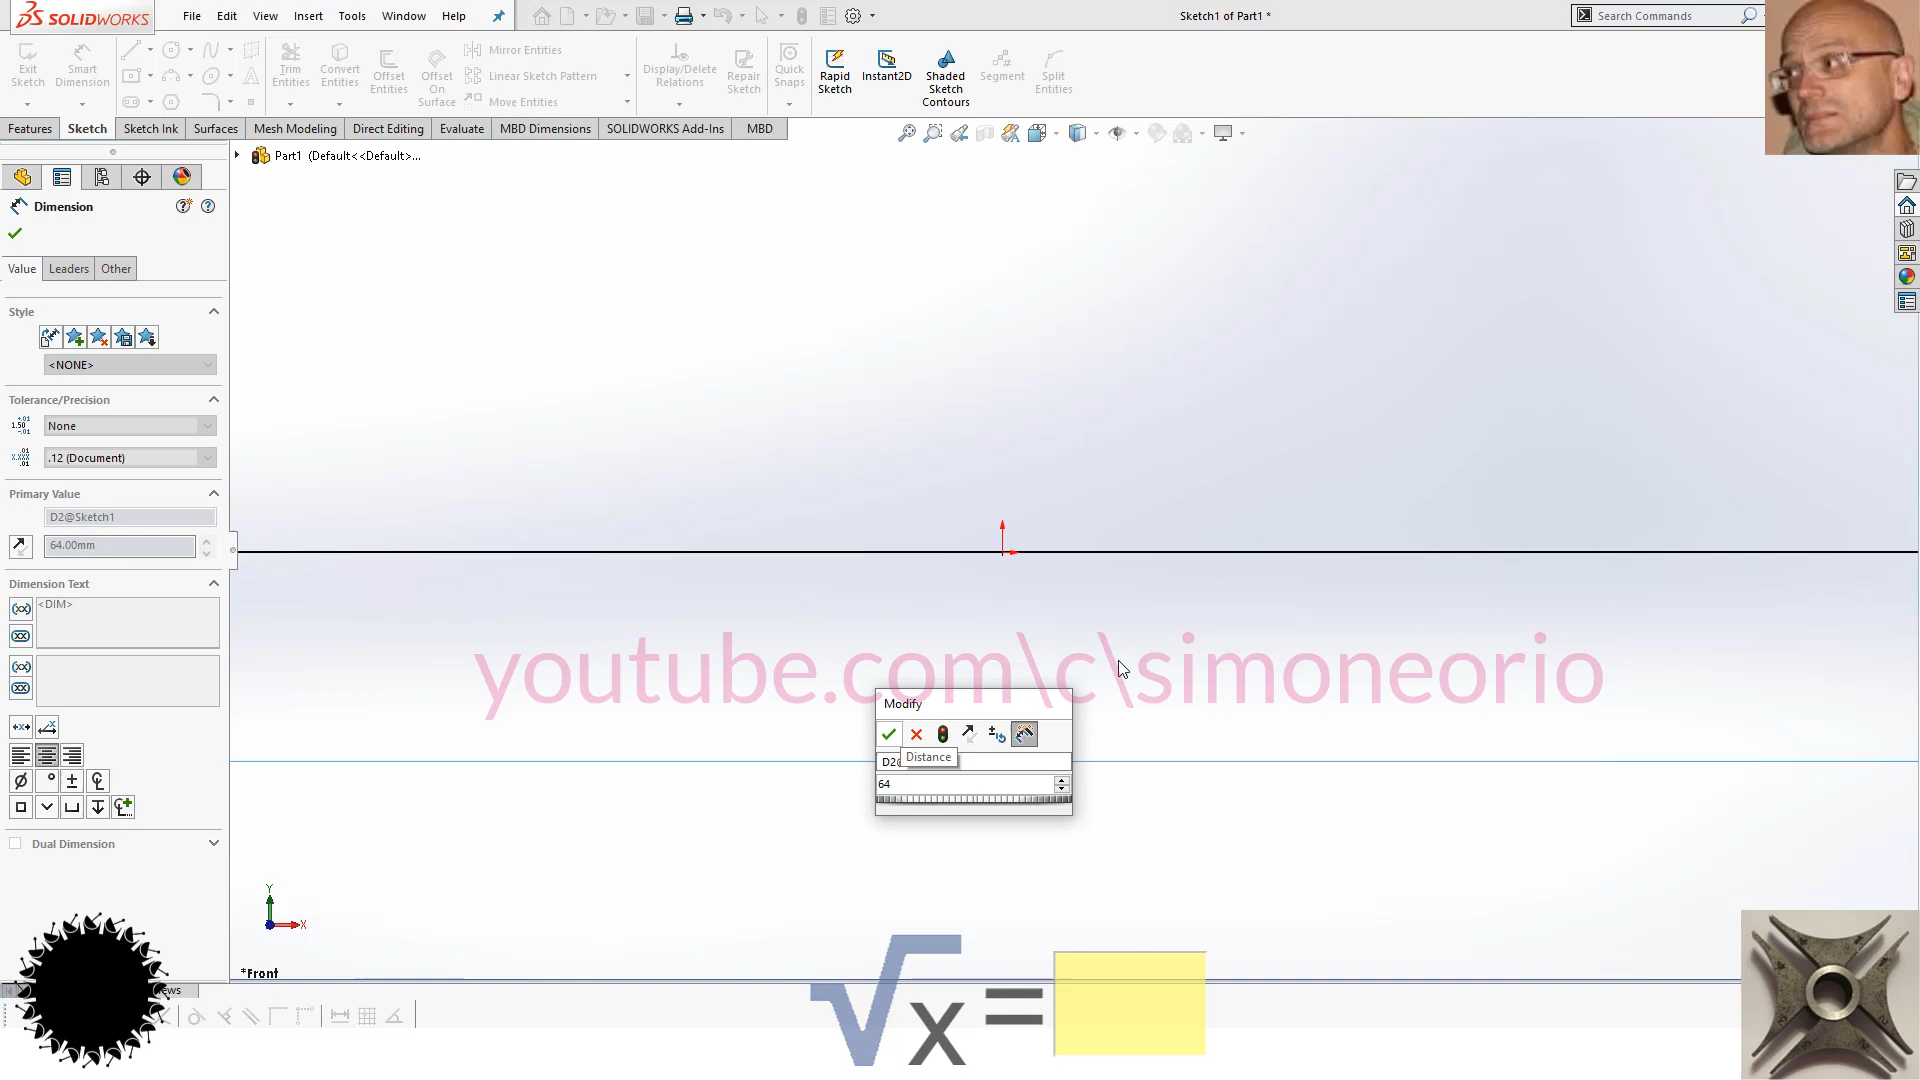 SOLIDWORKS
File Edit View Insert Tools Window Help
Sketch1 of Part1 *
Search Commands
Exit Sketch
Smart Dimension
Trim Entities
Convert Entities
Offset Entities
Offset On Surface
Mirror Entities
Linear Sketch Pattern
Move Entities
Display/Delete Relations
Repair Sketch
Quick Snaps
Rapid Sketch
Instant2D
Shaded Sketch Contours
Segment
Split Entities
Features Sketch Sketch Ink Surfaces Mesh Modeling Direct Editing Evaluate MBD Dimensions SOLIDWORKS Add-Ins MBD
Part1 (Default<<Default>...
Dimension
Value Leaders Other
Style
<NONE>
Tolerance/Precision
None
.12 (Document)
Primary Value
D2@Sketch1
64.00mm
Dimension Text
<DIM>
Dual Dimension
youtube.com\c\simoneorio
Modify
Distance
64
Y
X
*Front
√x=